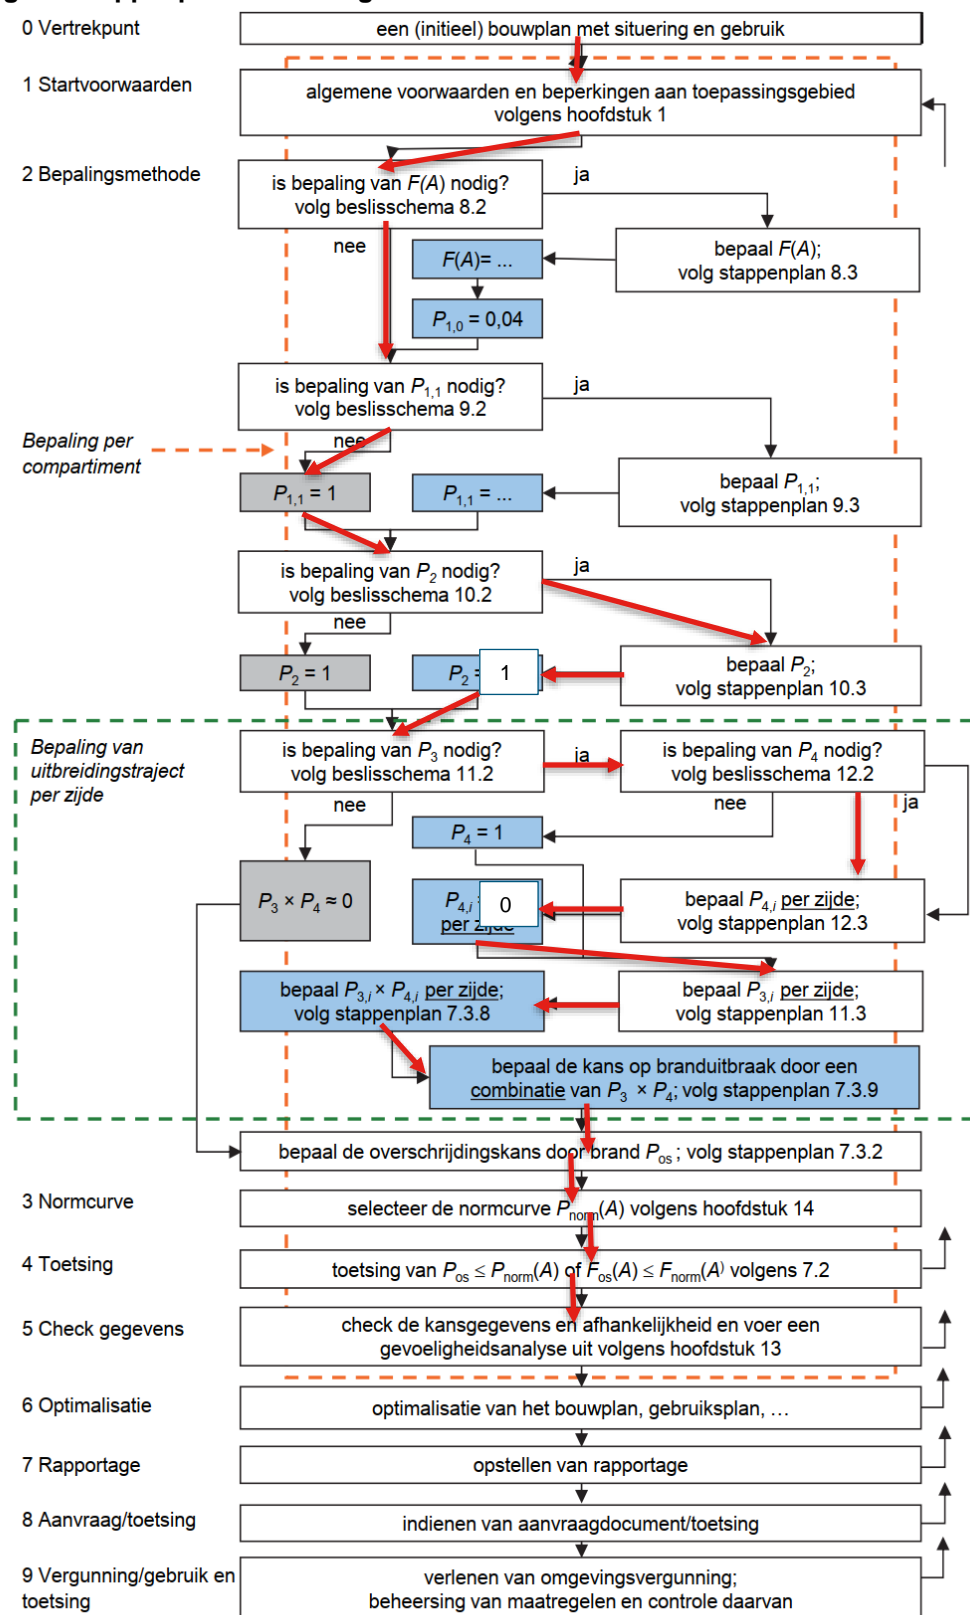 0 Vertrekpunt
een (initieel) bouwplan met situering en gebruik
1 Startvoorwaarden
algemene voorwaarden en beperkingen aan toepassingsgebied
volgens hoofdstuk 1
2 Bepalingsmethode
is bepaling van F(A) nodig?
volg beslisschema 8.2
ja
nee
bepaal F(A);
volg stappenplan 8.3
F(A)= ...
P1,0 = 0,04
is bepaling van P1,1 nodig?
volg beslisschema 9.2
ja
nee
Bepaling per
compartiment
bepaal P1,1;
volg stappenplan 9.3
P1,1 = 1
P1,1 = ...
is bepaling van P2 nodig?
volg beslisschema 10.2
ja
nee
bepaal P2;
volg stappenplan 10.3
P2 = 1
P2 =
1
Bepaling van
uitbreidingstraject
per zijde
is bepaling van P3 nodig?
volg beslisschema 11.2
ja
is bepaling van P4 nodig?
volg beslisschema 12.2
nee
nee
ja
P4 = 1
P3 × P4 ≈ 0
P4,i
per zijde
0
bepaal P4,i per zijde;
volg stappenplan 12.3
bepaal P3,i × P4,i per zijde;
volg stappenplan 7.3.8
bepaal P3,i per zijde;
volg stappenplan 11.3
bepaal de kans op branduitbraak door een
combinatie van P3 × P4; volg stappenplan 7.3.9
bepaal de overschrijdingskans door brand Pos ; volg stappenplan 7.3.2
3 Normcurve
selecteer de normcurve Pnorm(A) volgens hoofdstuk 14
4 Toetsing
toetsing van Pos ≤ Pnorm(A) of Fos(A) ≤ Fnorm(A) volgens 7.2
5 Check gegevens
check de kansgegevens en afhankelijkheid en voer een
gevoeligheidsanalyse uit volgens hoofdstuk 13
6 Optimalisatie
optimalisatie van het bouwplan, gebruiksplan, …
7 Rapportage
opstellen van rapportage
8 Aanvraag/toetsing
indienen van aanvraagdocument/toetsing
9 Vergunning/gebruik en
toetsing
verlenen van omgevingsvergunning;
beheersing van maatregelen en controle daarvan